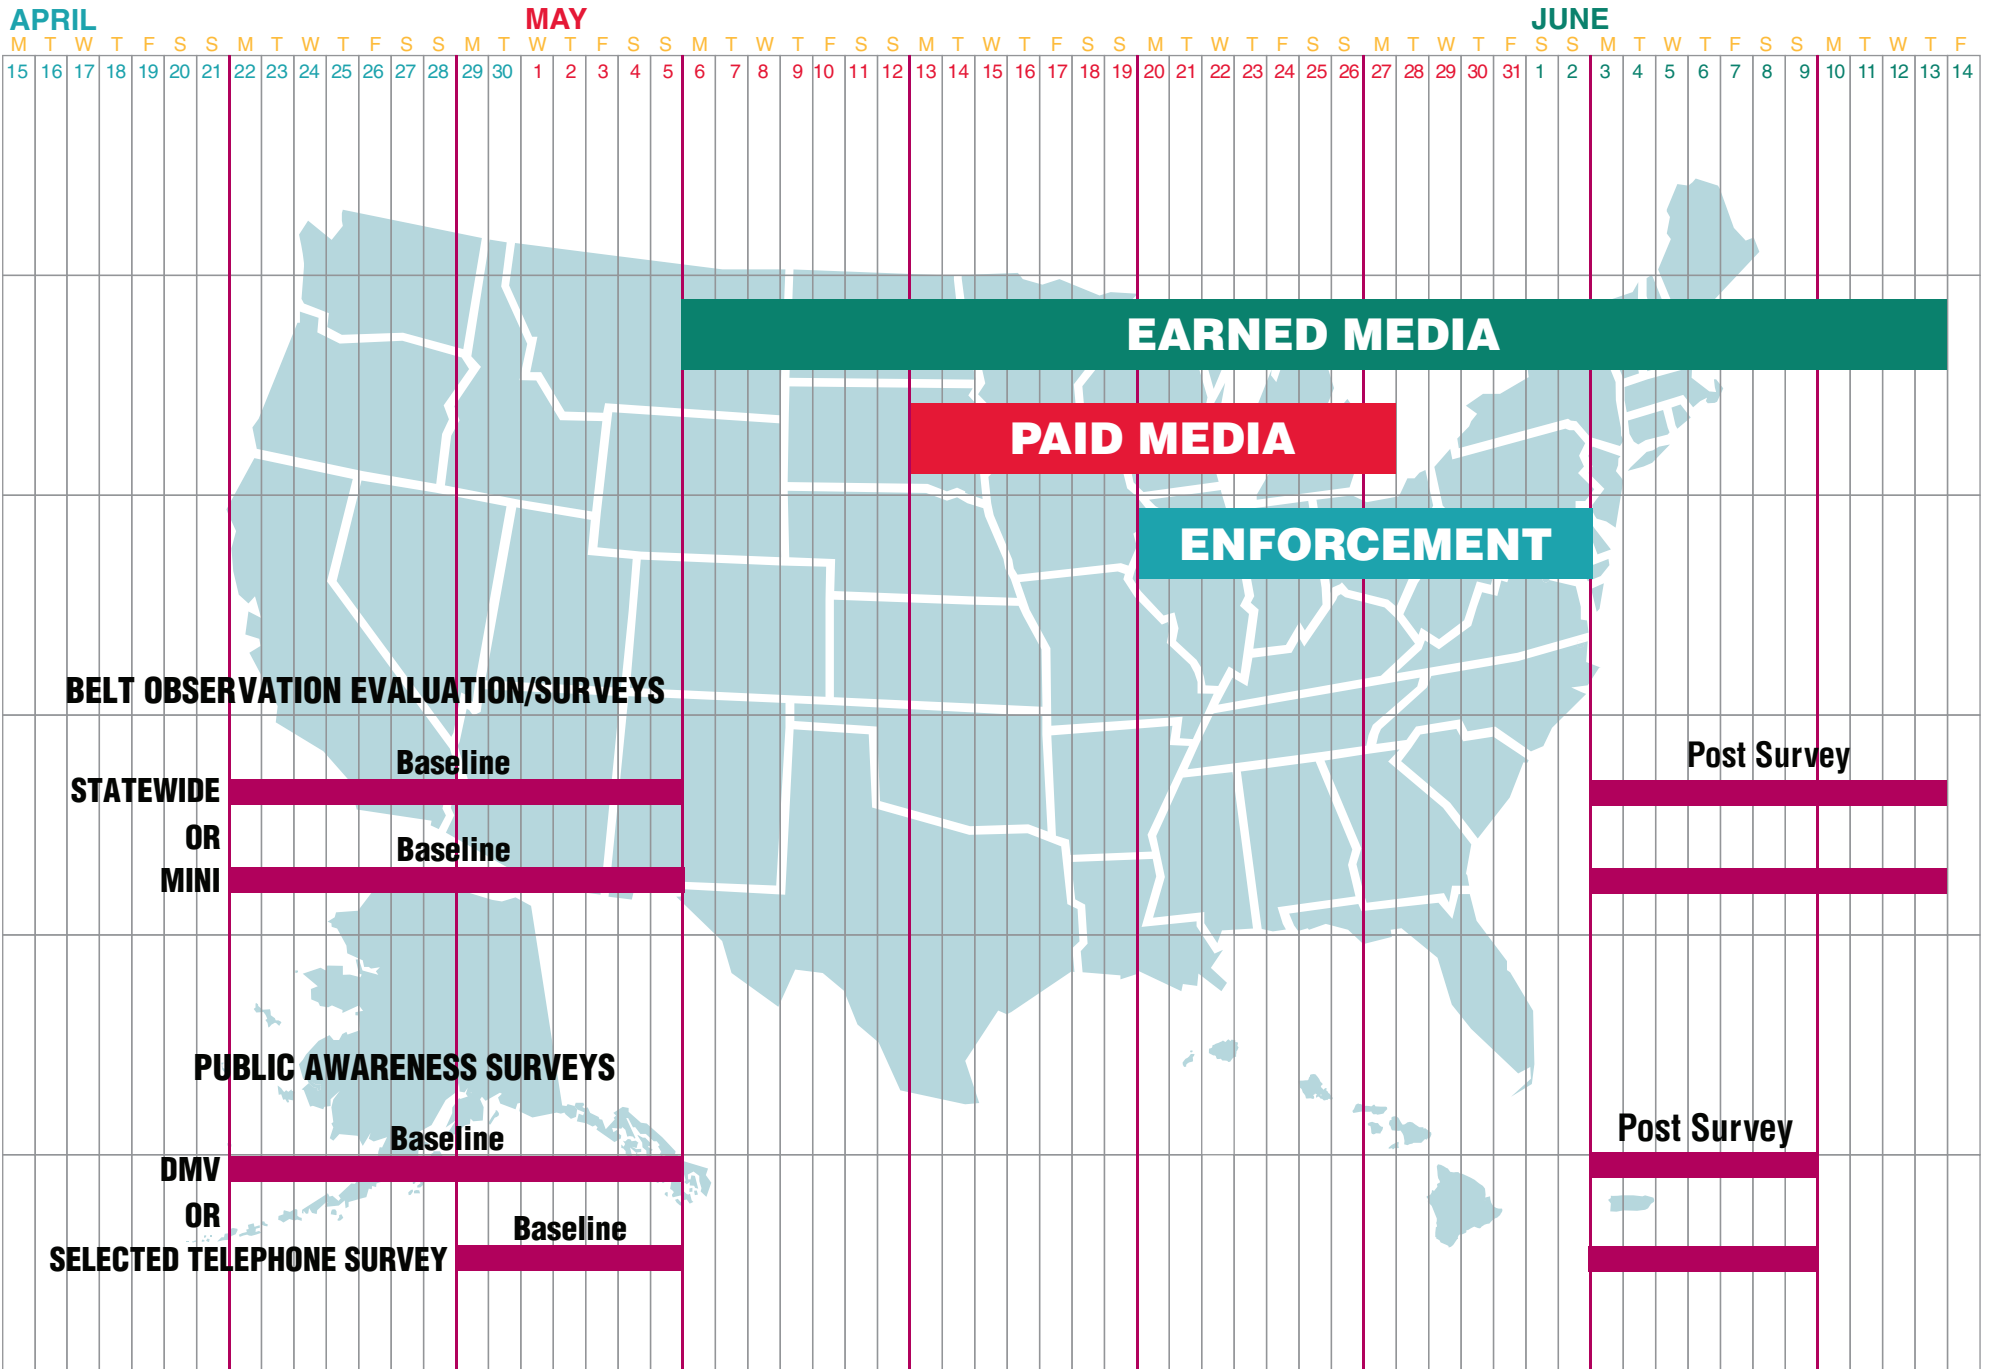 APRIL MAY JUNE
M T W T F S S M T W T F S S M T W T F S S M T W T F S S M T W T F S S M T W T F S S M T W T F S S M T W T F S S M T W T F
15 16 17 18 19 20 21 22 23 24 25 26 27 28 29 30 1 2 3 4 5 6 7 8 9 10 11 12 13 14 15 16 17 18 19 20 21 22 23 24 25 26 27 28 29 30 31 1 2 3 4 5 6 7 8 9 10 11 12 13 14
EARNED MEDIA
PAID MEDIA
ENFORCEMENT
BELT OBSERVATION EVALUATION/SURVEYS
Baseline Post Survey
STATEWIDE
OR
Baseline
MINI
PUBLIC AWARENESS SURVEYS
Baseline Post Survey
DMV
OR
Baseline
SELECTED TELEPHONE SURVEY